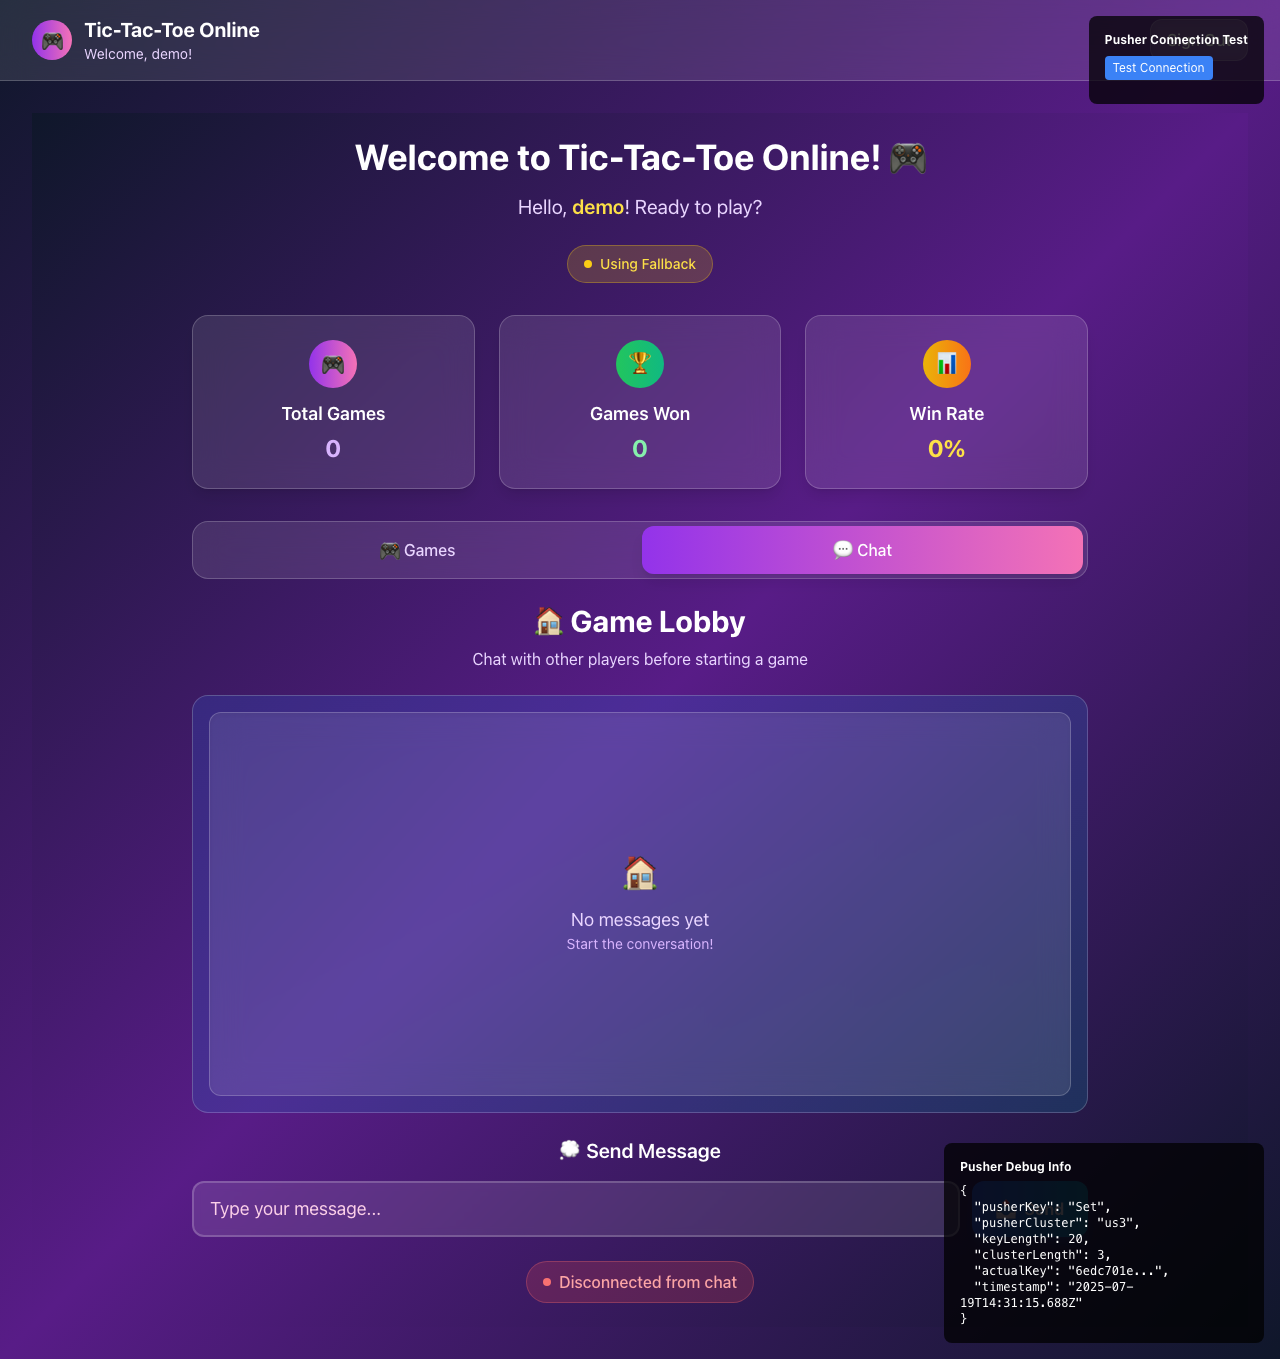 Tic-Tac-Toe Online
Welcome, demo!
Pusher Connection Test
Test Connection
Welcome to Tic-Tac-Toe Online!
Hello, demo! Ready to play?
Using Fallback
Total Games
0
Games Won
0
Win Rate
0%
Games
Chat
Game Lobby
Chat with other players before starting a game
No messages yet
Start the conversation!
Send Message
Type your message...
Disconnected from chat
Pusher Debug Info
{
"pusherKey": "Set",
"pusherCluster": "us3",
"keyLength": 20,
"clusterLength": 3,
"actualKey": "6edc701e...",
"timestamp": "2025-07-
19T14:31:15.688Z"
}